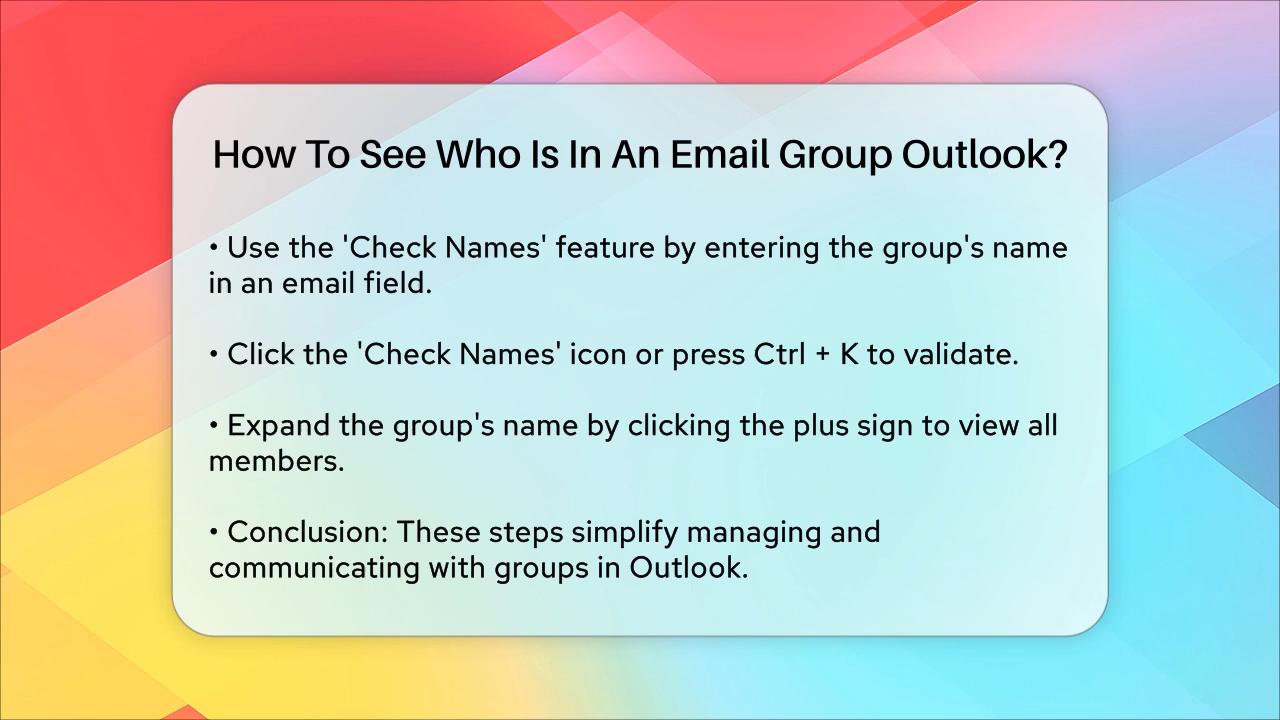 How To See Who Is In An Email Group Outlook?
• Use the 'Check Names' feature by entering the group's name
in an email field.
• Click the 'Check Names' icon or press Ctrl + K to validate.
• Expand the group's name by clicking the plus sign to view all
members.
• Conclusion: These steps simplify managing and
communicating with groups in Outlook.